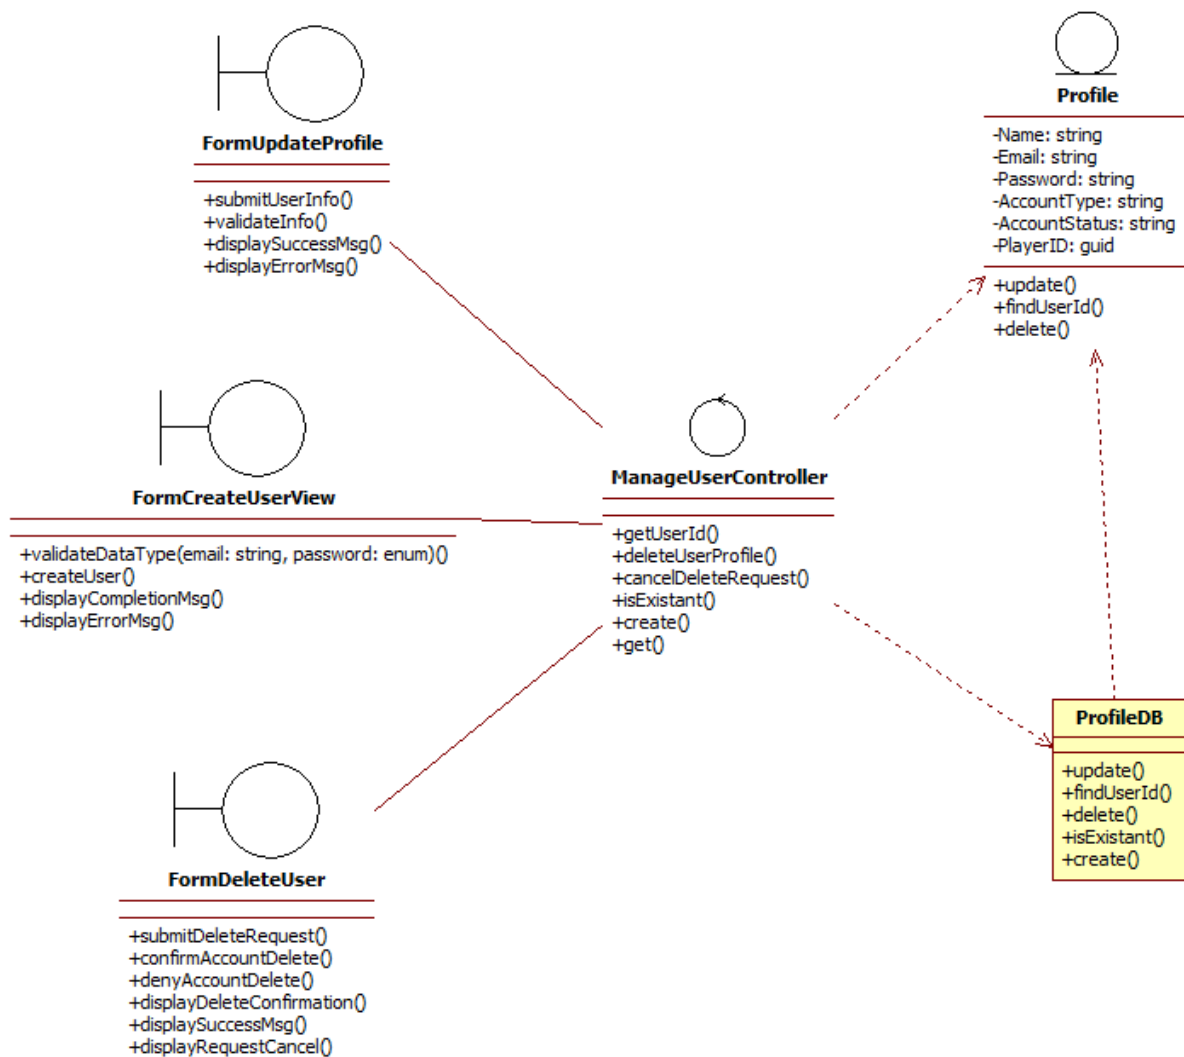 FormUpdateProfile
+submitUserInfo()
+validateInfo()
+displaySuccessMsg()
+displayErrorMsg()
Profile
-Name: string
-Email: string
-Password: string
-AccountType: string
-AccountStatus: string
-PlayerID: guid
+update()
+findUserId()
+delete()
FormCreateUserView
+validateDataType(email: string, password: enum)()
+createUser()
+displayCompletionMsg()
+displayErrorMsg()
ManageUserController
+getUserId()
+deleteUserProfile()
+cancelDeleteRequest()
+isExistant()
+create()
+get()
ProfileDB
+update()
+findUserId()
+delete()
+isExistant()
+create()
FormDeleteUser
+submitDeleteRequest()
+confirmAccountDelete()
+denyAccountDelete()
+displayDeleteConfirmation()
+displaySuccessMsg()
+displayRequestCancel()